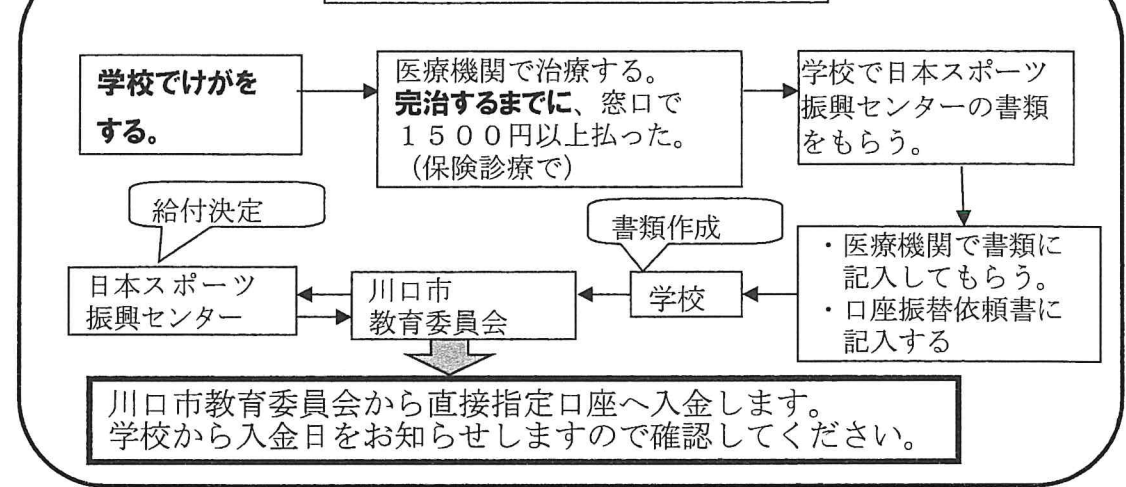 学校でけがを
する。
医療機関で治療する。
完治するまでに、窓口で
１５００円以上払った。
（保険診療で）
学校で日本スポーツ
振興センターの書類
をもらう。
・医療機関で書類に
記入してもらう。
・口座振替依頼書に
記入する
書類作成
学校
川口市
教育委員会
給付決定
日本スポーツ
振興センター
川口市教育委員会から直接指定口座へ入金します。
学校から入金日をお知らせしますので確認してください。